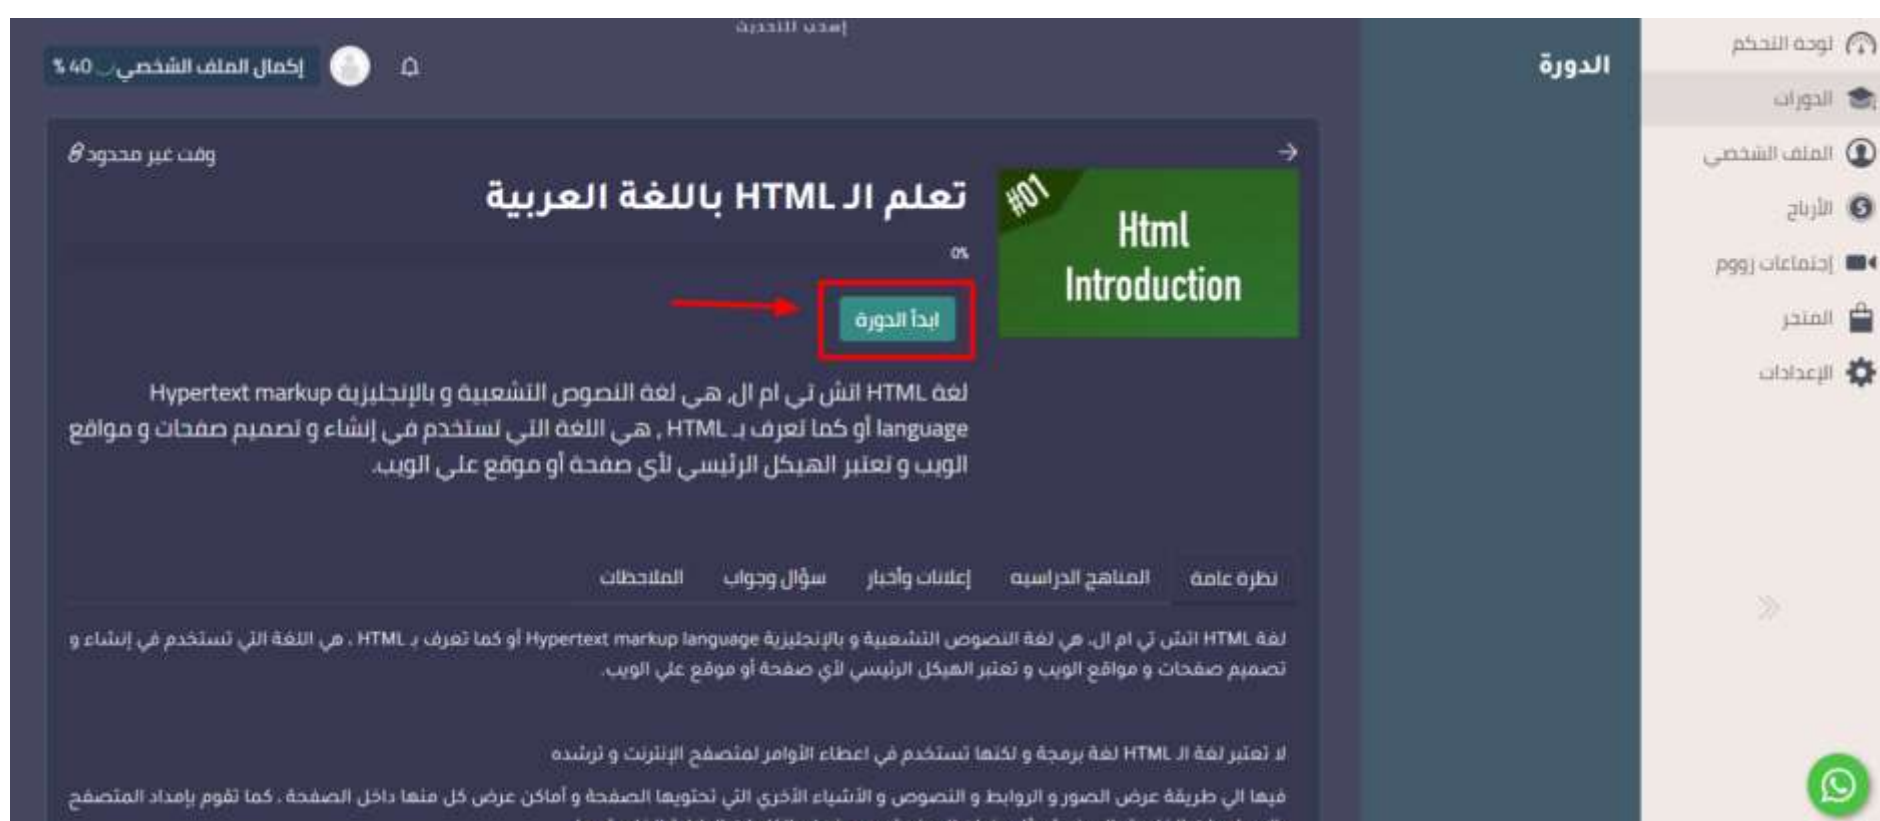 إسحب للتحديث
لوحة التحكم
الدورات
الملف الشخصي
الأرباح
إجتماعات زووم
المتجر
الإعدادات
الدورة
إكمال الملف الشخصي 40 %
وقت غير محدود
#01
Html
Introduction
تعلم الـ HTML باللغة العربية
0%
ابدأ الدورة
لغة HTML اتش تي ام ال, هي لغة النصوص التشعبية و بالإنجليزية Hypertext markup
language أو كما تعرف بـ HTML , هي اللغة التي تستخدم في إنشاء و تصميم صفحات و مواقع
الويب و تعتبر الهيكل الرئيسي لأي صفحة أو موقع علي الويب.
نظرة عامة
المناهج الدراسيه
إعلانات وأخبار
سؤال وجواب
الملاحظات
لغة HTML اتش تي ام ال، هي لغة النصوص التشعبية و بالإنجليزية Hypertext markup language أو كما تعرف بـ HTML ، هي اللغة التي تستخدم في إنشاء و
تصميم صفحات و مواقع الويب و تعتبر الهيكل الرئيسي لأي صفحة أو موقع علي الويب.
لا تعتبر لغة الـ HTML لغة برمجة و لكنها تستخدم في اعطاء الأوامر لمتصفح الإنترنت و ترشده
فيها الي طريقة عرض الصور و الروابط و النصوص و الأشياء الأخري التي تحتويها الصفحة و أماكن عرض كل منها داخل الصفحة ، كما تقوم بإمداد المتصفح